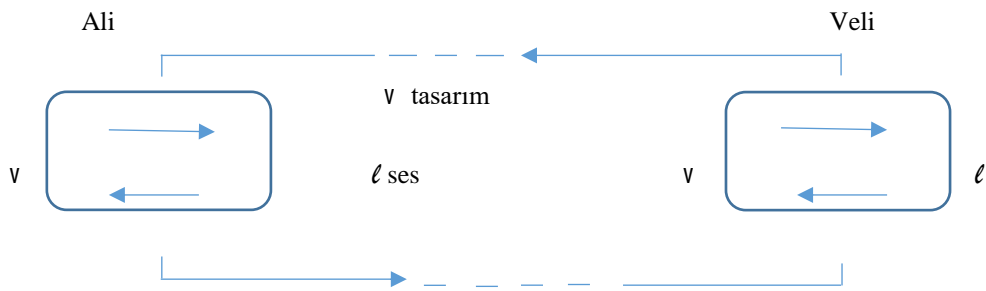 Ali Veli
v tasarım
v ℓ ses v ℓ